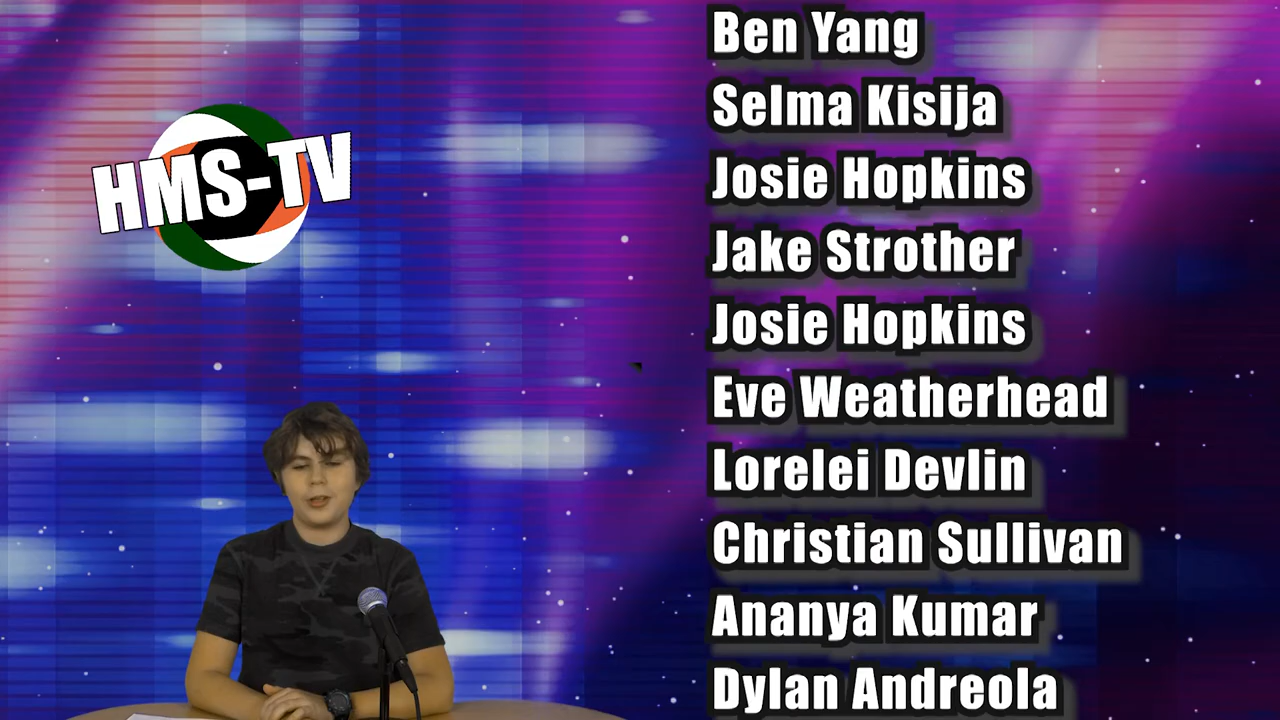 HMS-TV
Ben Yang
Selma Kisija
Josie Hopkins
Jake Strother
Josie Hopkins
Eve Weatherhead
Lorelei Devlin
Christian Sullivan
Ananya Kumar
Dylan Andreola